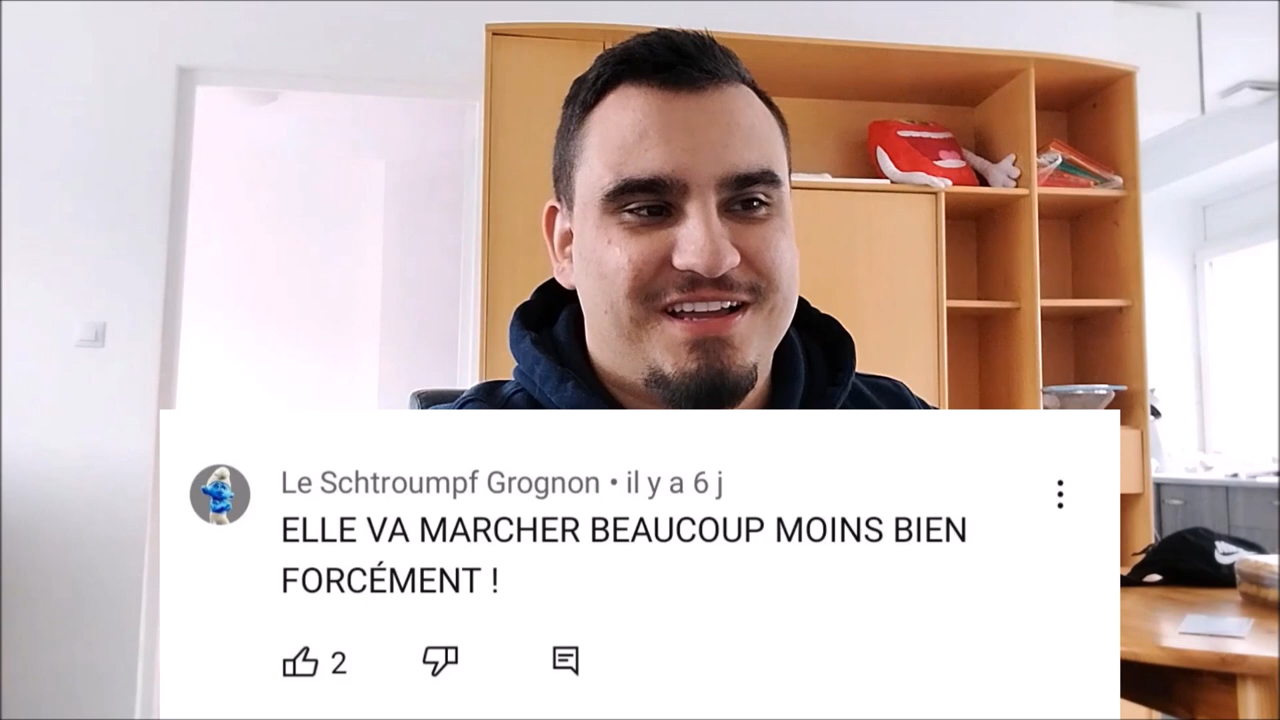 Le Schtroumpf Grognon • il y a 6 j
ELLE VA MARCHER BEAUCOUP MOINS BIEN
FORCÉMENT !
2